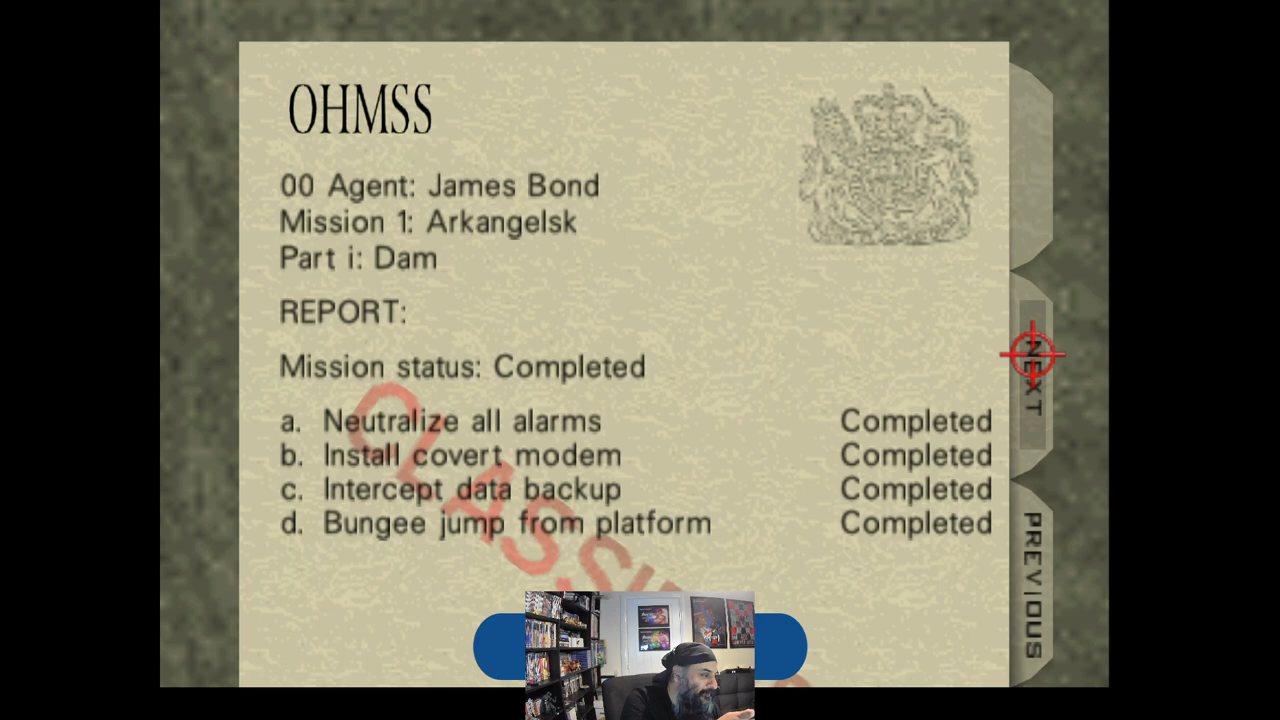 OHMSS
00 Agent: James Bond
Mission 1: Arkangelsk
Part i: Dam
REPORT:
Mission status: Completed
a. Neutralize all alarms Completed
b. Install covert modem Completed
c. Intercept data backup Completed
d. Bungee jump from platform Completed
NEXT
PREVIOUS